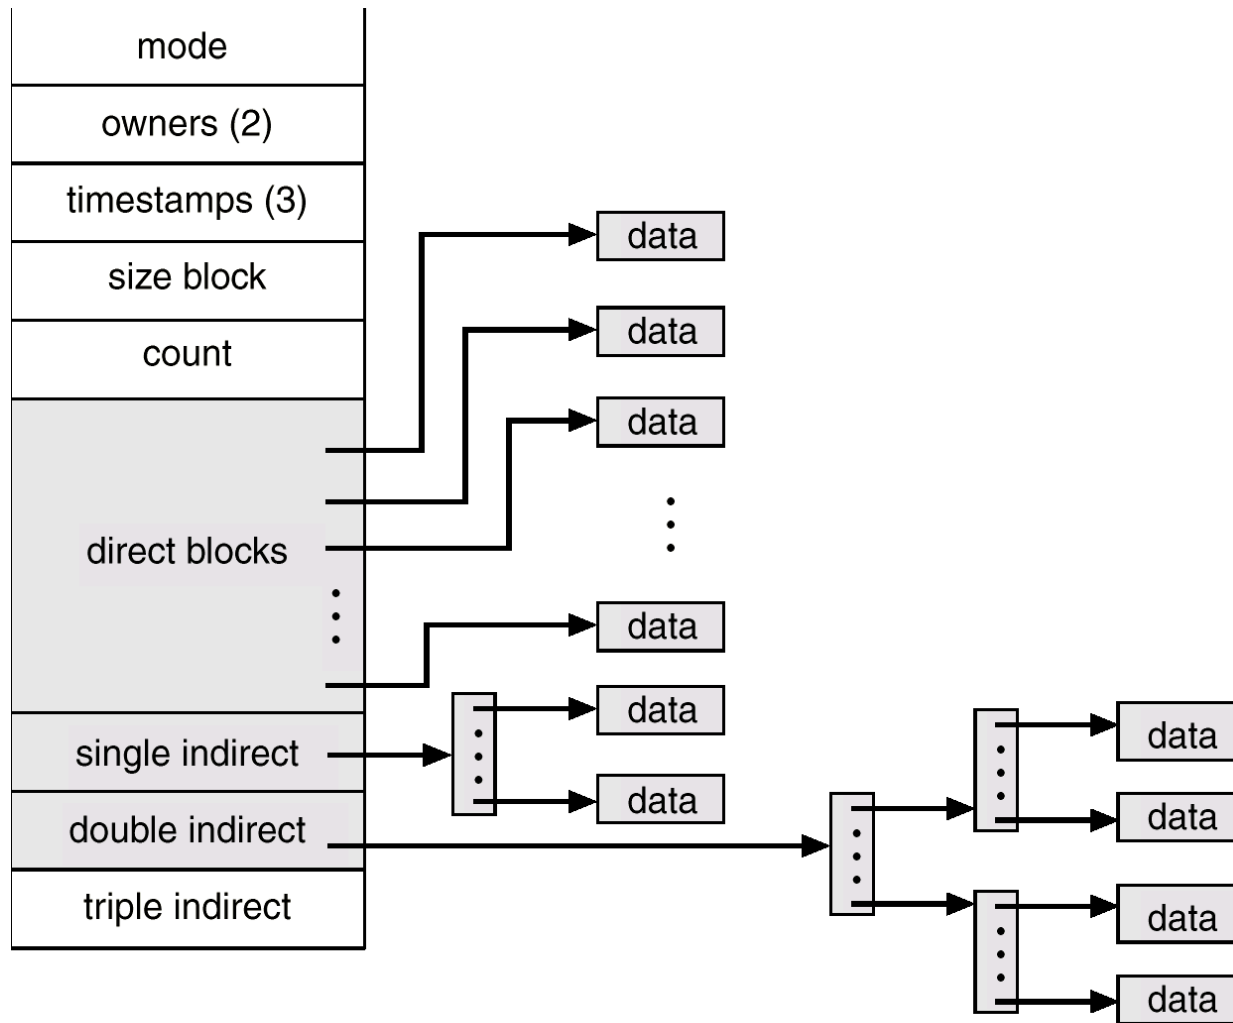 mode
owners (2)
timestamps (3)
size block
count
direct blocks
single indirect
double indirect
triple indirect
data
data
data
data
data
data
data
data
data
data